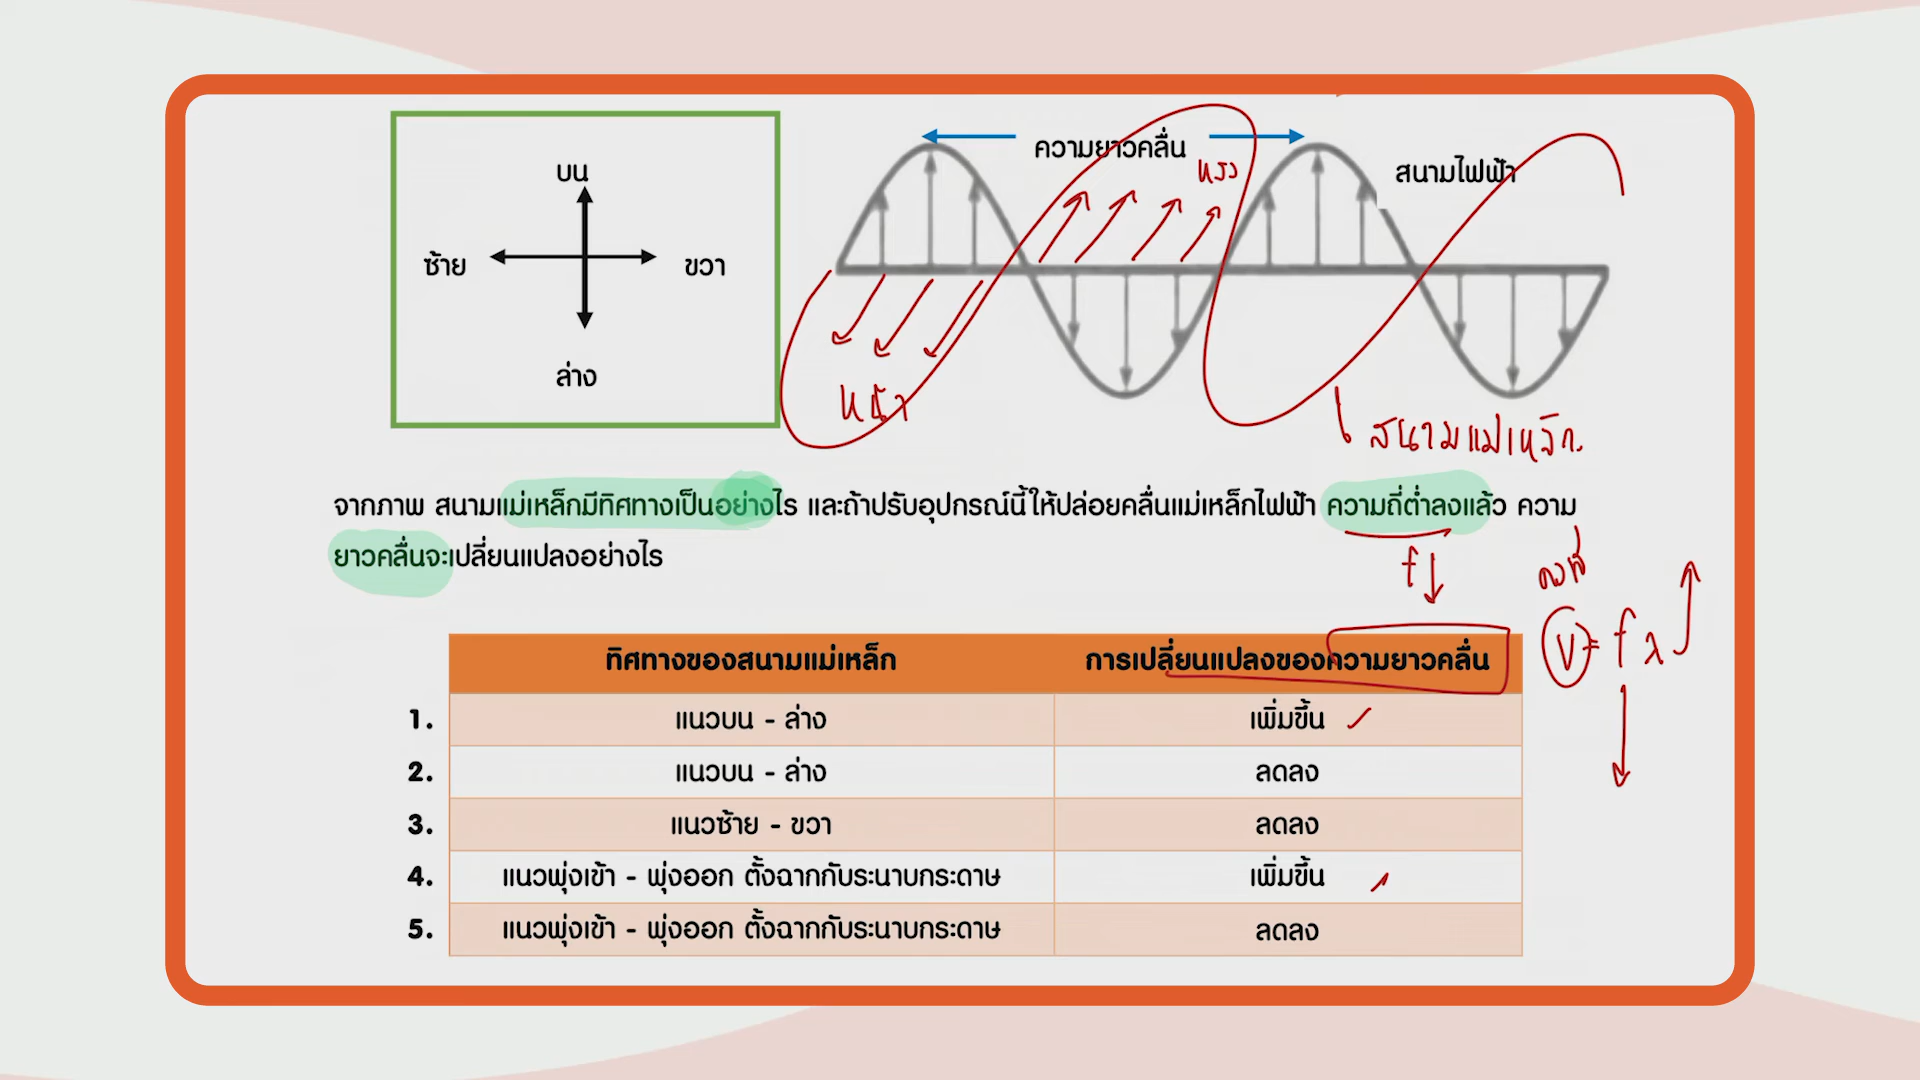 บน
ซ้าย
ขวา
ล่าง
ความยาวคลื่น
สนามไฟฟ้า
สนามแม่เหล็ก
จากภาพ สนามแม่เหล็กมีทิศทางเป็นอย่างไร และถ้าปรับอุปกรณ์นี้ให้ปล่อยคลื่นแม่เหล็กไฟฟ้า ความถี่ต่ำลงแล้ว ความ
ยาวคลื่นจะเปลี่ยนแปลงอย่างไร
f
คงที่
v = f λ
ทิศทางของสนามแม่เหล็ก การเปลี่ยนแปลงของความยาวคลื่น
1. แนวบน - ล่าง เพิ่มขึ้น
2. แนวบน - ล่าง ลดลง
3. แนวซ้าย - ขวา ลดลง
4. แนวพุ่งเข้า - พุ่งออก ตั้งฉากกับระนาบกระดาษ เพิ่มขึ้น
5. แนวพุ่งเข้า - พุ่งออก ตั้งฉากกับระนาบกระดาษ ลดลง